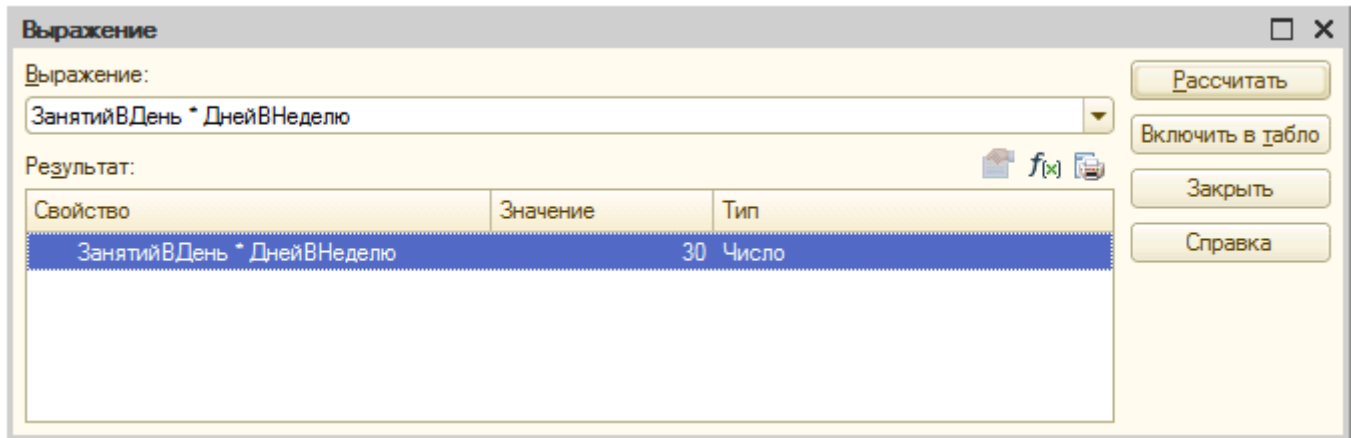 Выражение
Выражение:
Рассчитать
ЗанятийВДень * ДнейВНеделю
Включить в табло
Результат:
f(x)
Закрыть
Свойство Значение Тип
ЗанятийВДень * ДнейВНеделю 30 Число
Справка